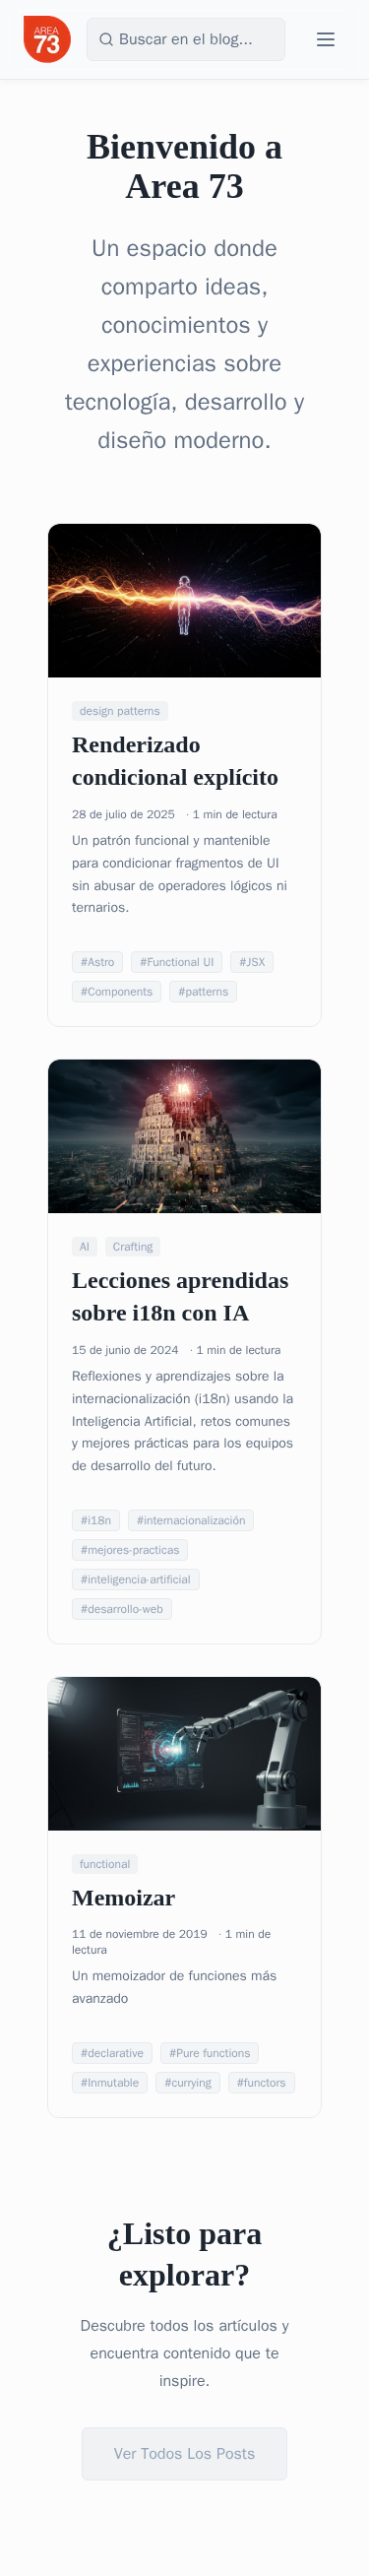 AREA
73
Buscar en el blog...
Bienvenido a
Area 73
Un espacio donde
comparto ideas,
conocimientos y
experiencias sobre
tecnología, desarrollo y
diseño moderno.
design patterns
Renderizado
condicional explícito
28 de julio de 2025 · 1 min de lectura
Un patrón funcional y mantenible
para condicionar fragmentos de UI
sin abusar de operadores lógicos ni
ternarios.
#Astro #Functional UI #JSX
#Components #patterns
IA
AI Crafting
Lecciones aprendidas
sobre i18n con IA
15 de junio de 2024 · 1 min de lectura
Reflexiones y aprendizajes sobre la
internacionalización (i18n) usando la
Inteligencia Artificial, retos comunes
y mejores prácticas para los equipos
de desarrollo del futuro.
#i18n #internacionalización
#mejores-practicas
#inteligencia-artificial
#desarrollo-web
functional
Memoizar
11 de noviembre de 2019 · 1 min de
lectura
Un memoizador de funciones más
avanzado
#declarative #Pure functions
#Inmutable #currying #functors
¿Listo para
explorar?
Descubre todos los artículos y
encuentra contenido que te
inspire.
Ver Todos Los Posts